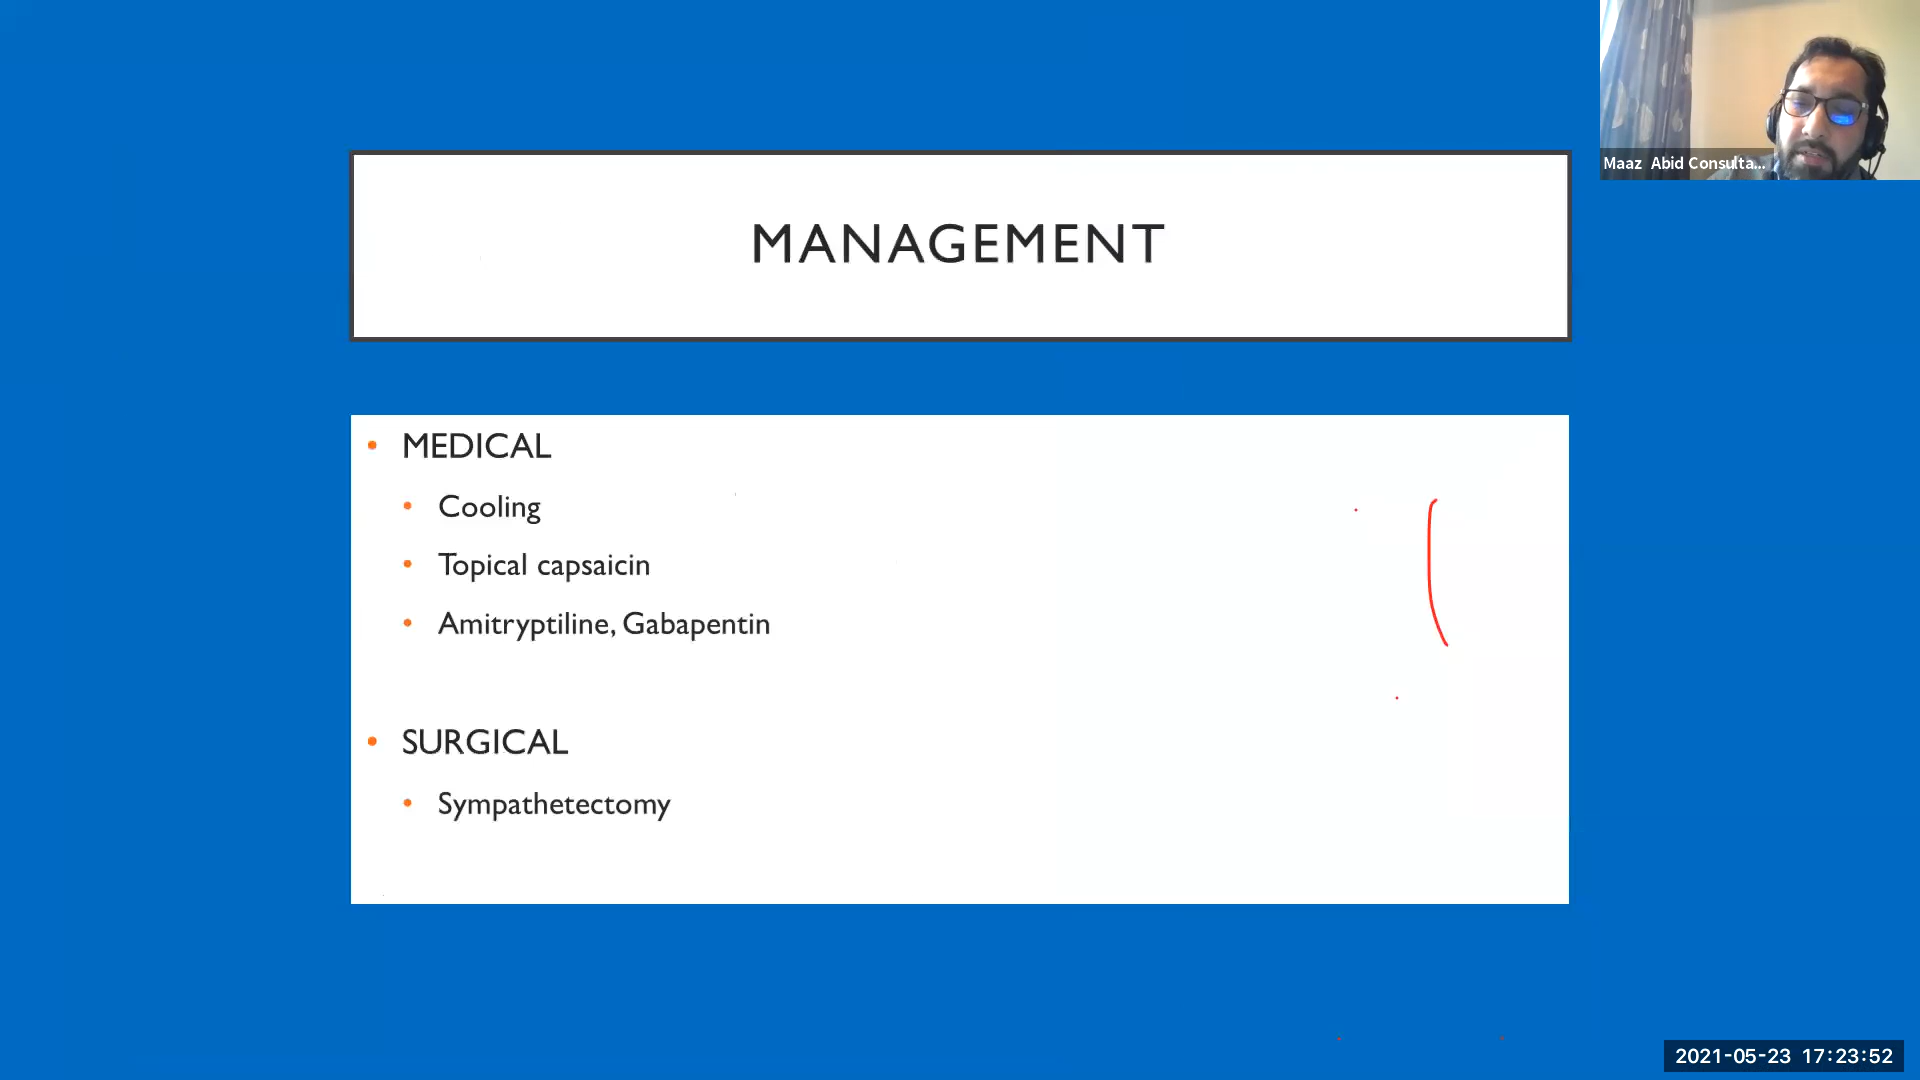 Maaz Abid Consulta...
MANAGEMENT
• MEDICAL
• Cooling
• Topical capsaicin
• Amitryptiline, Gabapentin
• SURGICAL
• Sympathetectomy
2021-05-23 17:23:52